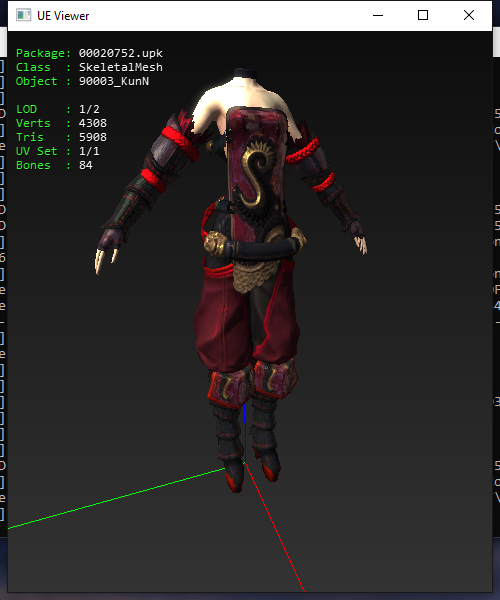 UE Viewer
Package: 00020752.upk
Class  : SkeletalMesh
Object : 90003_KunN
LOD    : 1/2
Verts  : 4308
Tris   : 5908
UV Set : 1/1
Bones  : 84